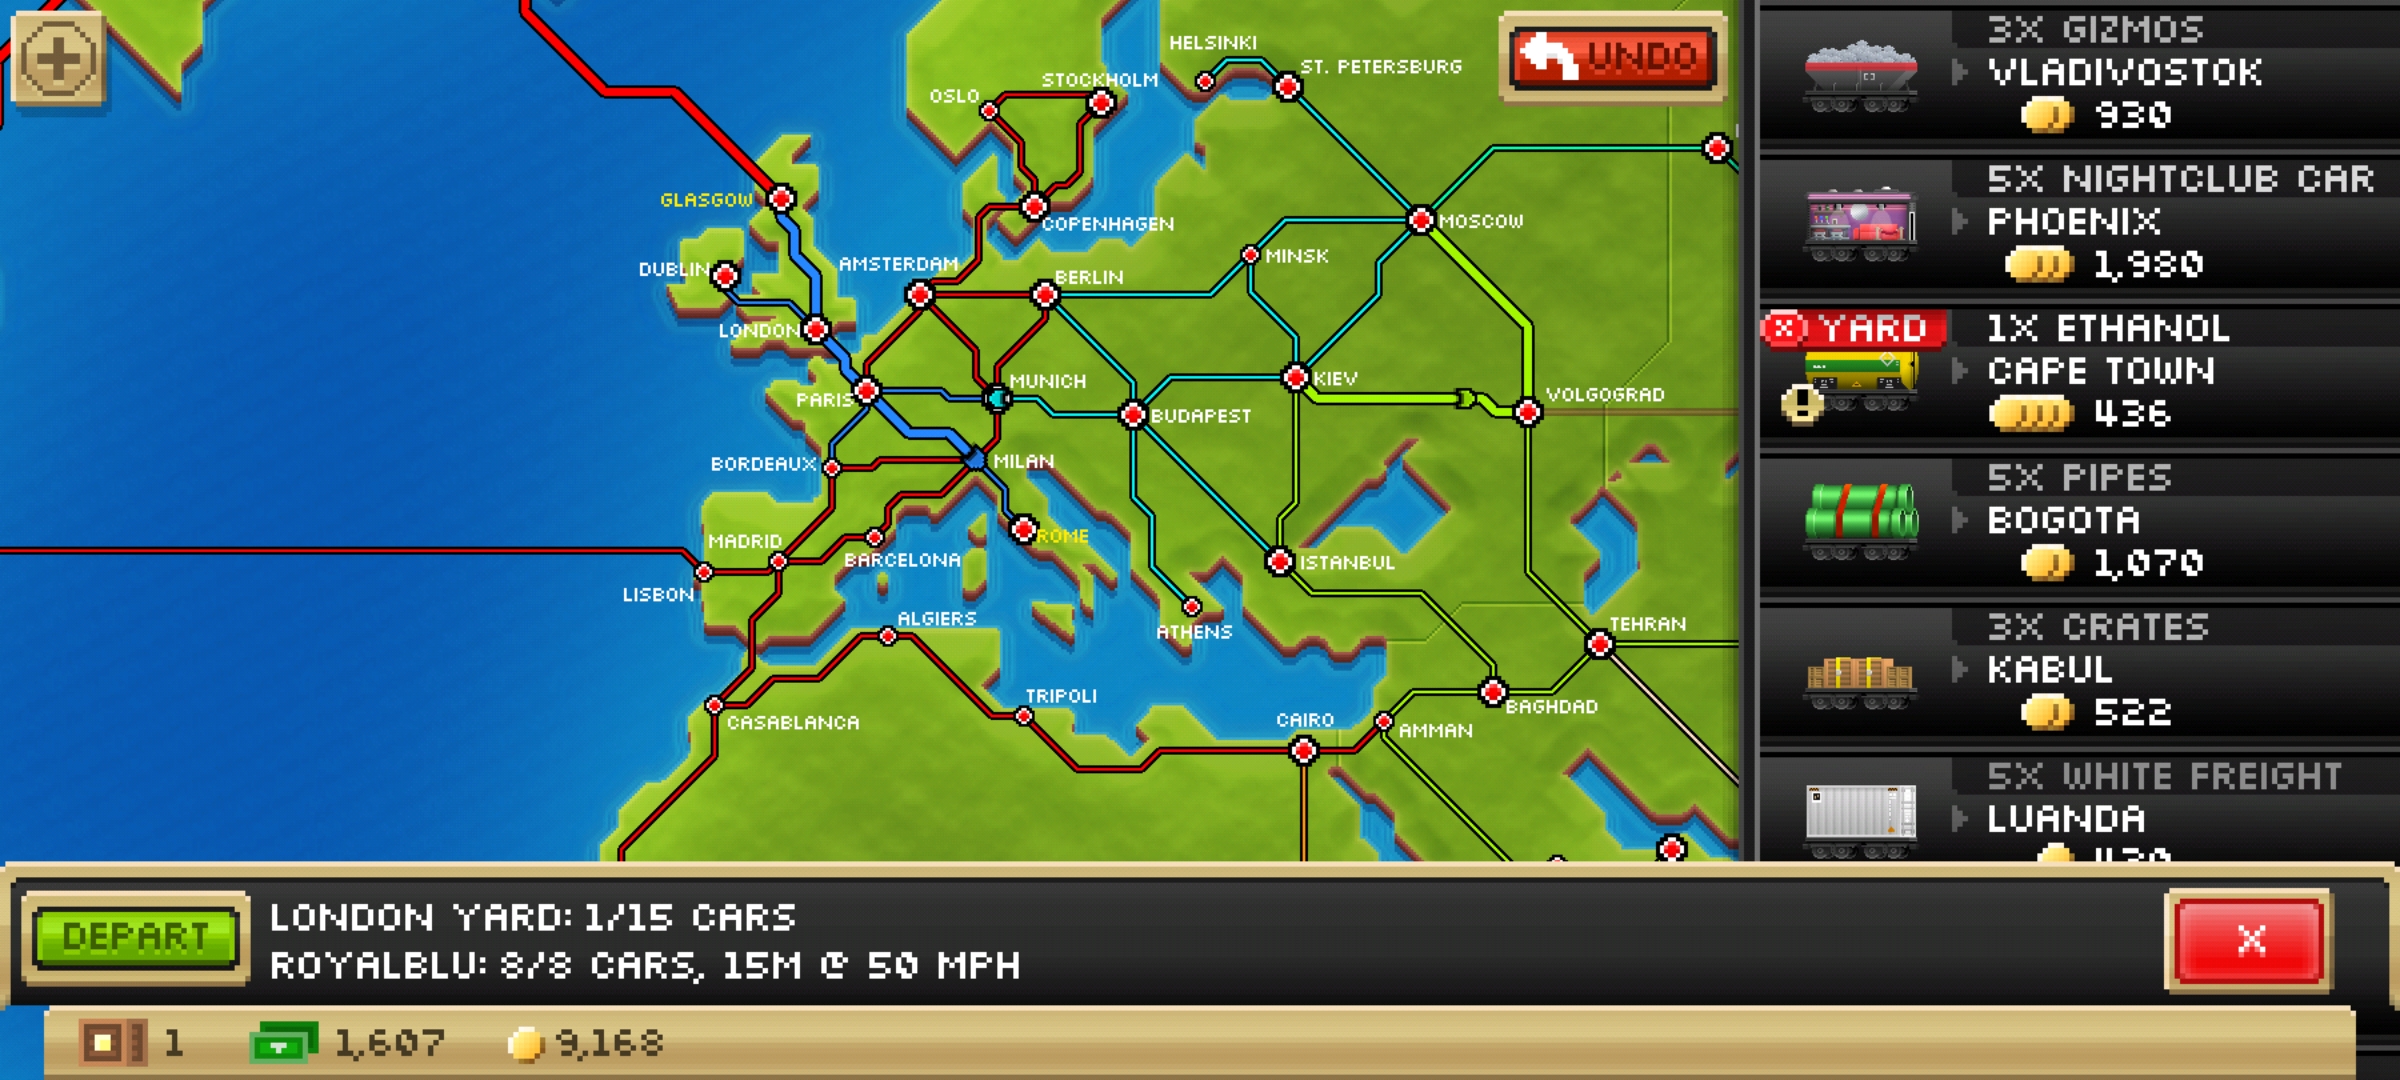 HELSINKI
ST. PETERSBURG
UNDO
STOCKHOLM
OSLO
GLASGOW
COPENHAGEN
MOSCOW
DUBLIN
AMSTERDAM
BERLIN
MINSK
LONDON
MUNICH
KIEV
VOLGOGRAD
PARIS
BUDAPEST
BORDEAUX
MILAN
MADRID
ROME
BARCELONA
ISTANBUL
LISBON
ALGIERS
ATHENS
TEHRAN
TRIPOLI
CASABLANCA
CAIRO
AMMAN
BAGHDAD
3X GIZMOS
VLADIVOSTOK
930
5X NIGHTCLUB CAR
PHOENIX
1,980
YARD
1X ETHANOL
CAPE TOWN
436
5X PIPES
BOGOTA
1,070
3X CRATES
KABUL
522
5X WHITE FREIGHT
LUANDA
DEPART
LONDON YARD: 1/15 CARS
ROYALBLU: 8/8 CARS, 15M @ 50 MPH
X
1
1,607
9,168